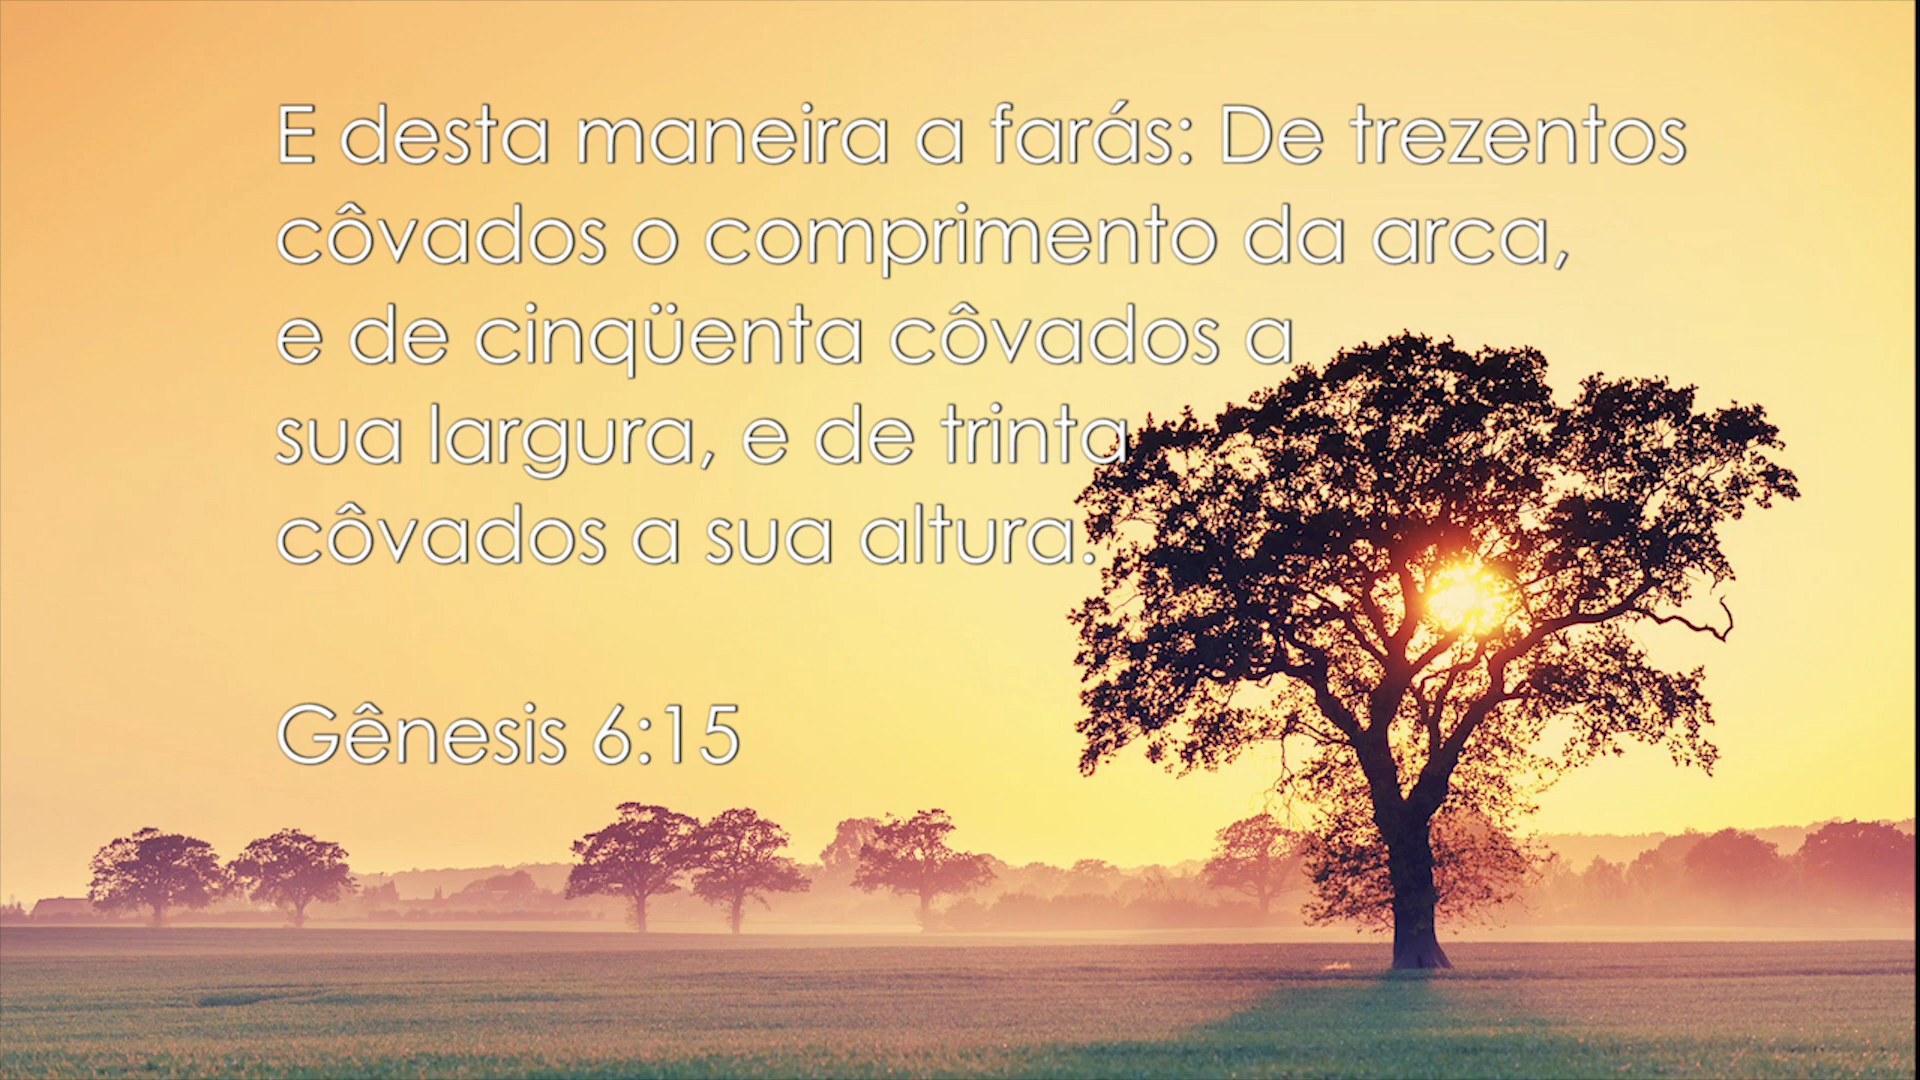 E desta maneira a farás: De trezentos
côvados o comprimento da arca,
e de cinqüenta côvados a
sua largura, e de trinta
côvados a sua altura.
Gênesis 6:15